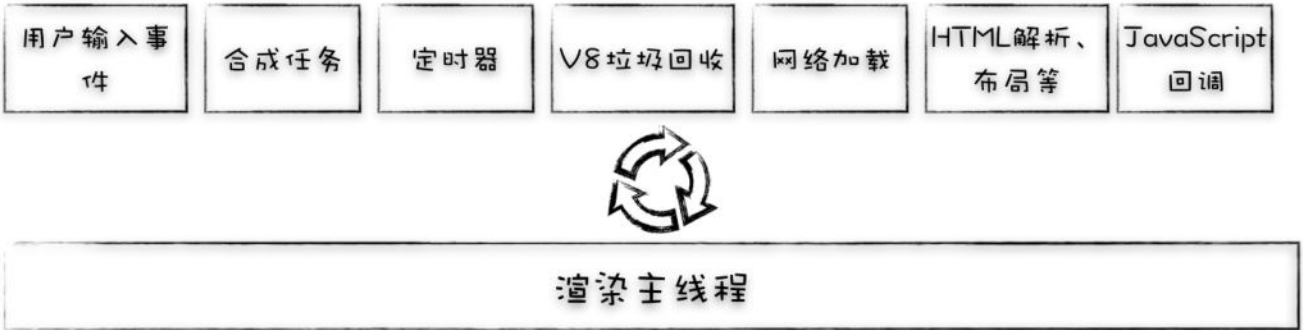 用户输入事
件
合成任务
定时器
V8垃圾回收
网络加载
HTML解析、
布局等
JavaScript
回调
渲染主线程